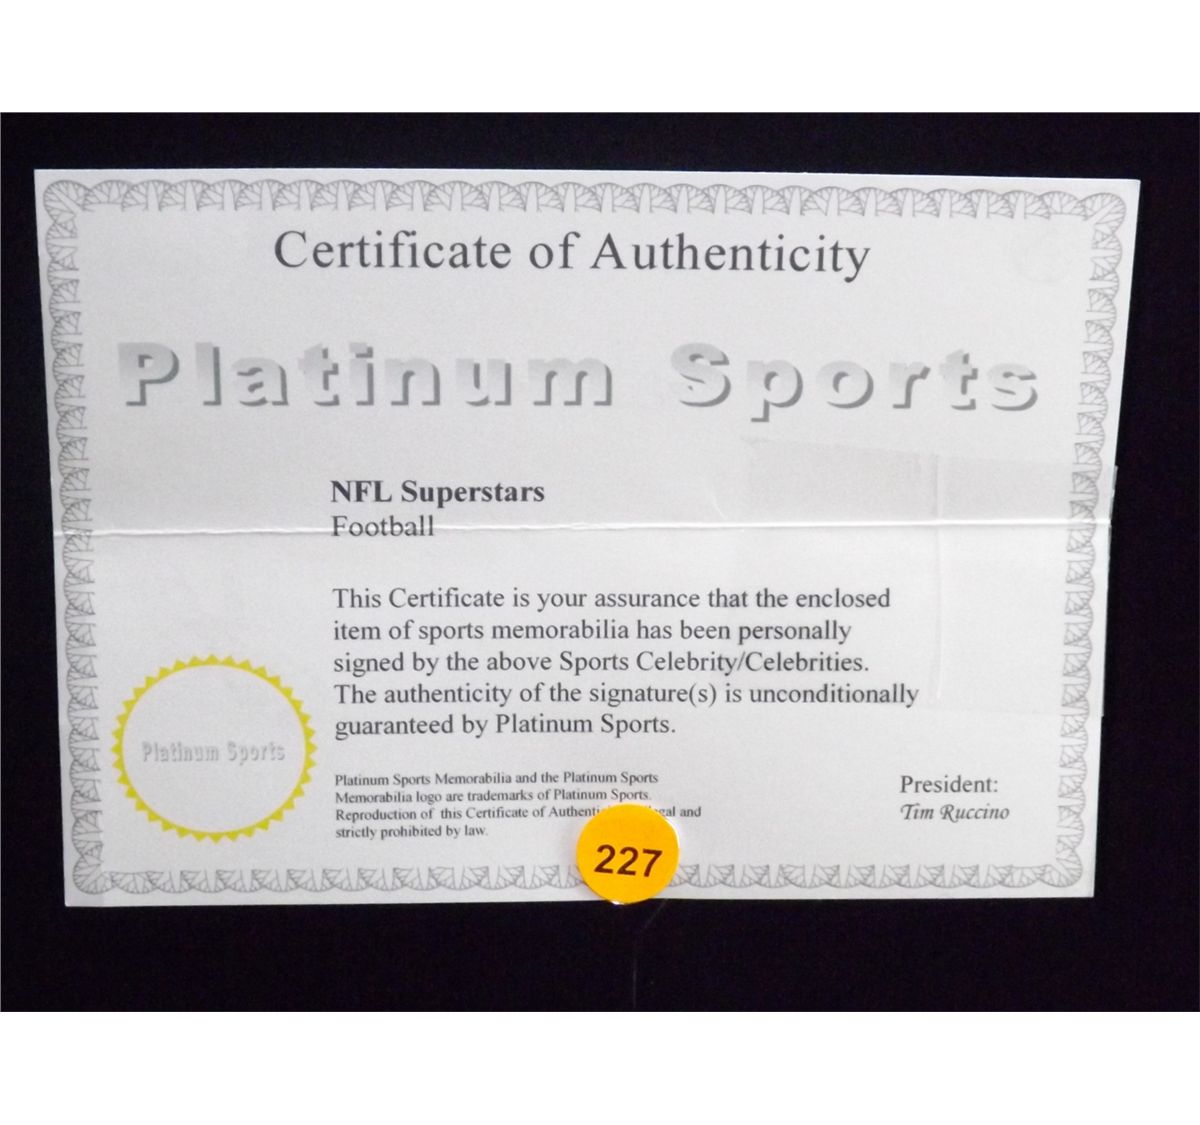 Certificate of Authenticity
Platinum Sports
NFL Superstars
Football
This Certificate is your assurance that the enclosed
item of sports memorabilia has been personally
signed by the above Sports Celebrity/Celebrities.
The authenticity of the signature(s) is unconditionally
guaranteed by Platinum Sports.
Platinum Sports
Platinum Sports Memorabilia and the Platinum Sports
Memorabilia logo are trademarks of Platinum Sports.
Reproduction of this Certificate of and
strictly prohibited by law.
President:
Tim Ruccino
227